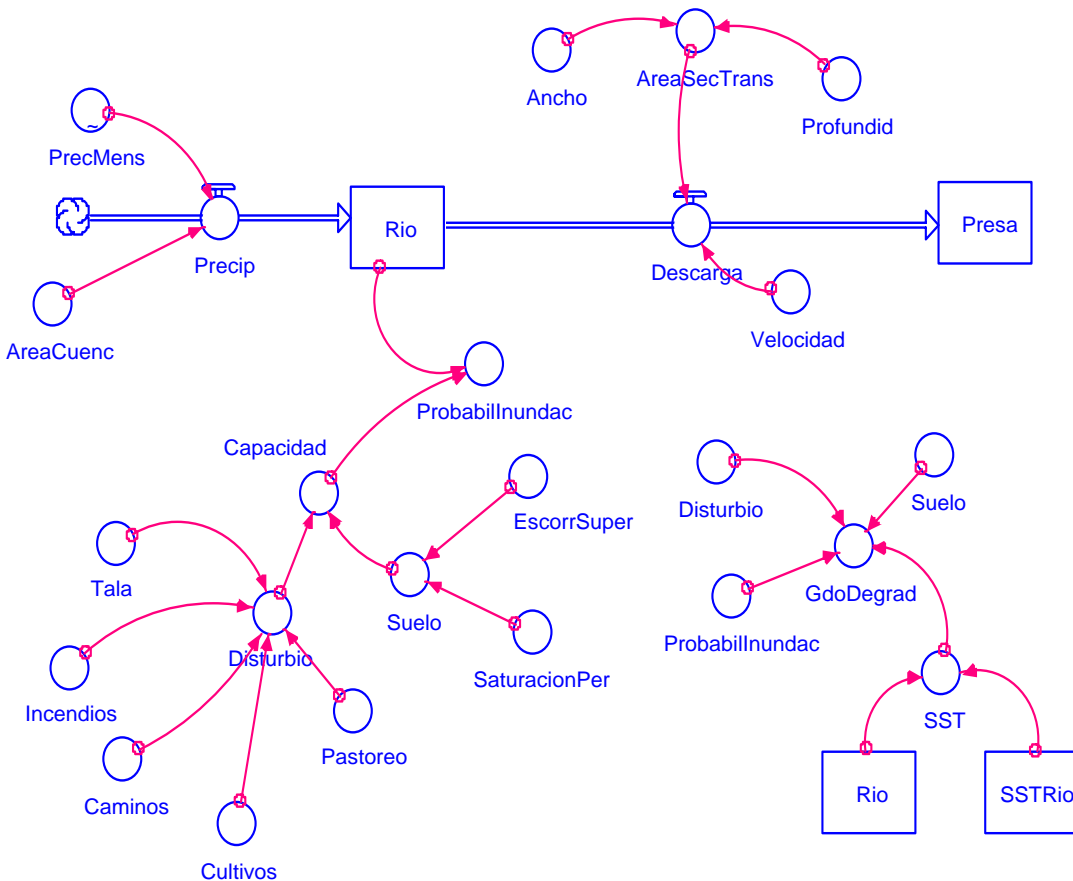 Ancho
AreaSecTrans
Profundid
PrecMens
~
Rio
Presa
Precip
Descarga
AreaCuenc
Velocidad
ProbabilInundac
Capacidad
EscorrSuper
Disturbio
Suelo
Tala
Suelo
GdoDegrad
ProbabilInundac
Disturbio
SaturacionPer
Incendios
Pastoreo
SST
Caminos
Rio
SSTRio
Cultivos